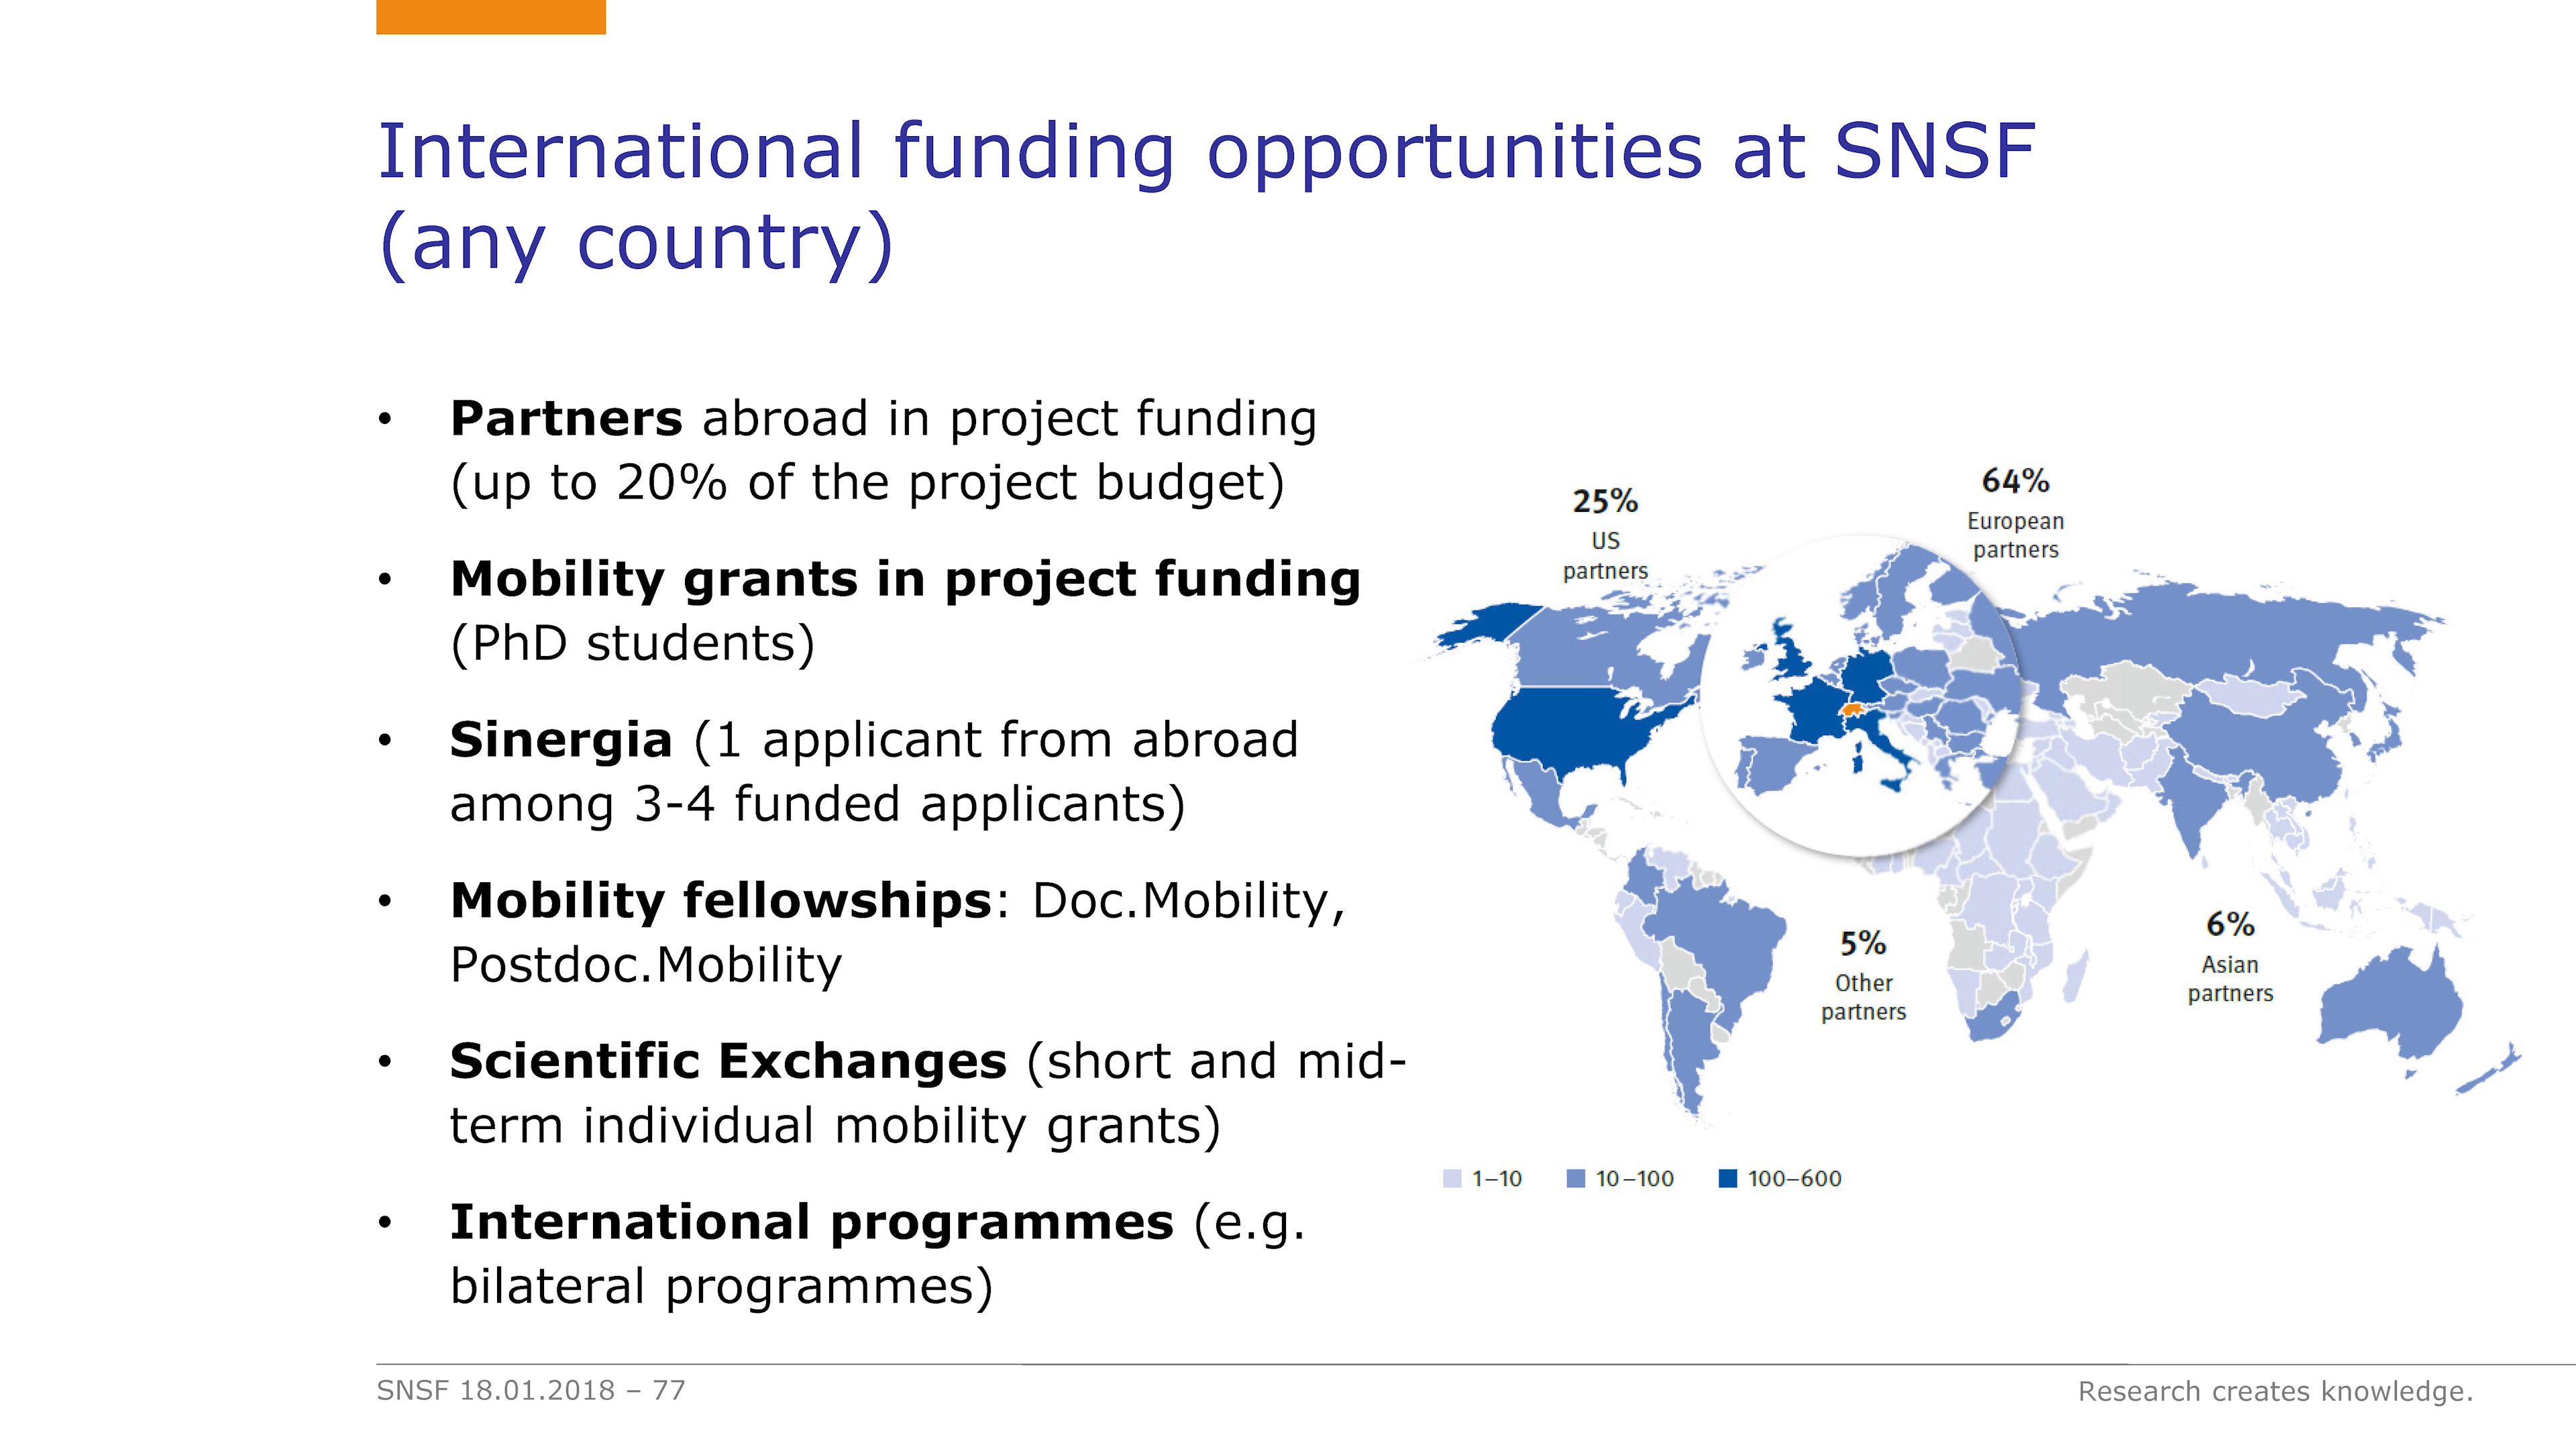 International funding opportunities at SNSF
(any country)
• Partners abroad in project funding
(up to 20% of the project budget)
• Mobility grants in project funding
(PhD students)
• Sinergia (1 applicant from abroad
among 3-4 funded applicants)
• Mobility fellowships: Doc.Mobility,
Postdoc.Mobility
• Scientific Exchanges (short and mid-
term individual mobility grants)
• International programmes (e.g.
bilateral programmes)
25%
US
partners
64%
European
partners
5%
Other
partners
6%
Asian
partners
1–10
10–100
100–600
SNSF 18.01.2018 – 77
Research creates knowledge.